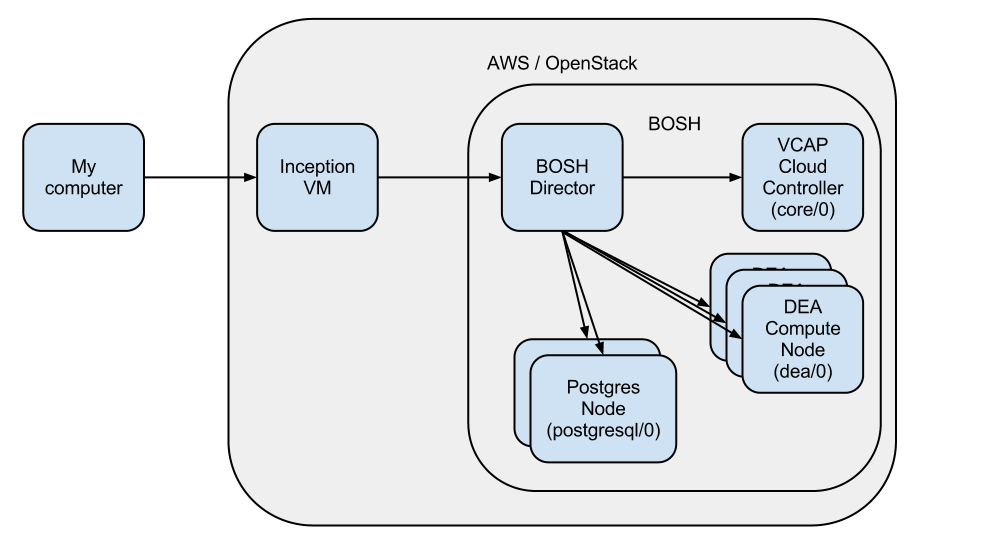 AWS / OpenStack
BOSH
My
computer
Inception
VM
BOSH
Director
VCAP
Cloud
Controller
(core/0)
DEA
Compute
Node
(dea/0)
Postgres
Node
(postgresql/0)